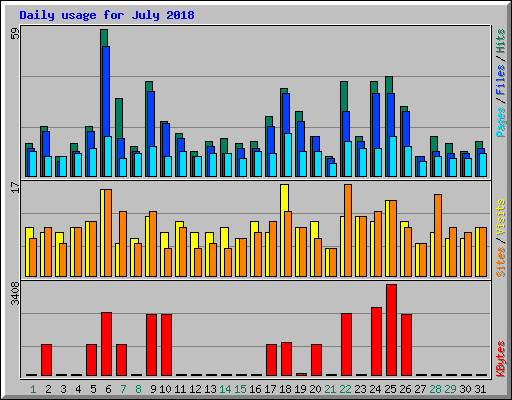 Daily usage for July 2018
59
17
3408
Pages / Files / Hits
Sites / Visits
KBytes
1 2 3 4 5 6 7 8 9 10 11 12 13 14 15 16 17 18 19 20 21 22 23 24 25 26 27 28 29 30 31